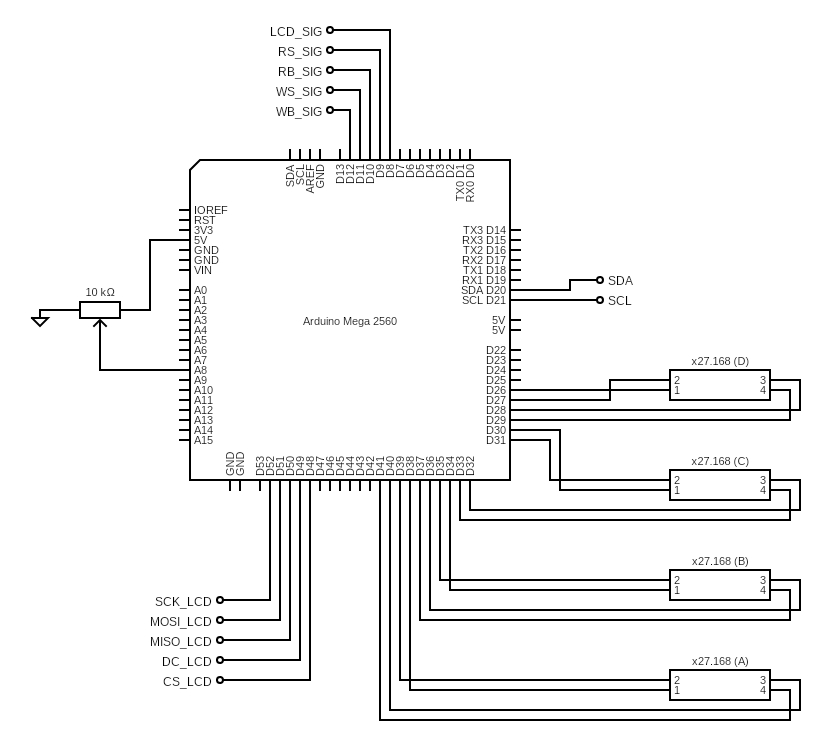 LCD_SIG
RS_SIG
RB_SIG
WS_SIG
WB_SIG
SDA
SCL
AREF
GND
D13
D12
D11
D10
D9
D8
D7
D6
D5
D4
D3
D2
TX0 D1
RX0 D0
IOREF
RST
3V3
5V
GND
GND
VIN
A0
A1
A2
A3
A4
A5
A6
A7
A8
A9
A10
A11
A12
A13
A14
A15
10 kΩ
Arduino Mega 2560
TX3 D14
RX3 D15
TX2 D16
RX2 D17
TX1 D18
RX1 D19
SDA D20
SCL D21
5V
5V
D22
D23
D24
D25
D26
D27
D28
D29
D30
D31
SDA
SCL
GND
GND
D53
D52
D51
D50
D49
D48
D47
D46
D45
D44
D43
D42
D41
D40
D39
D38
D37
D36
D35
D34
D33
D32
x27.168 (D)
2 3
1 4
x27.168 (C)
2 3
1 4
x27.168 (B)
2 3
1 4
x27.168 (A)
2 3
1 4
SCK_LCD
MOSI_LCD
MISO_LCD
DC_LCD
CS_LCD